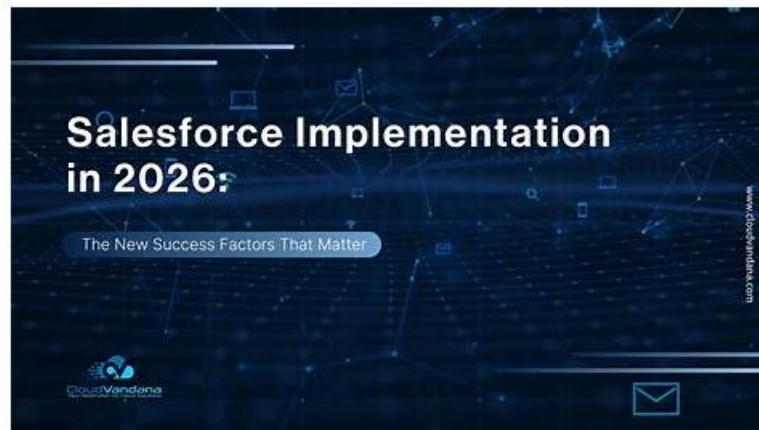 Salesforce Implementation
in 2026:
The New Success Factors That Matter
www.cloudvandana.com
CloudVandana